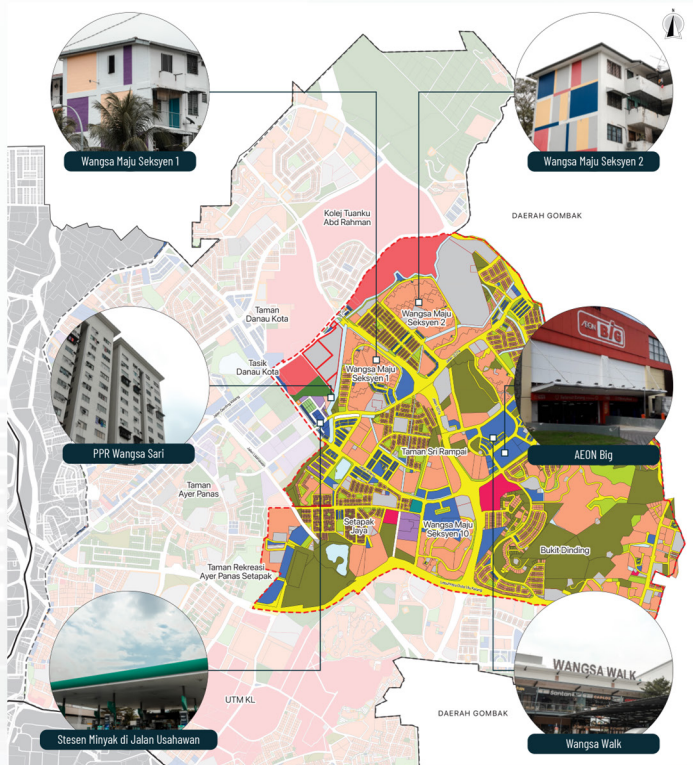 N
Wangsa Maju Seksyen 1
Wangsa Maju Seksyen 2
Kolej Tuanku
Abd Rahman
DAERAH GOMBAK
Taman
Danau Kota
Wangsa Maju
Seksyen 2
Tasik
Danau Kota
Wangsa Maju
Seksyen 1
AEON
BiG
PPR Wangsa Sari
AEON Big
Taman Sri Rampai
Taman
Ayer Panas
Setapak
Jaya
Wangsa Maju
Seksyen 10
Bukit Dinding
Taman Rekreasi
Ayer Panas Setapak
UTM KL
DAERAH GOMBAK
WANGSA WALK
Stesen Minyak di Jalan Usahawan
Wangsa Walk